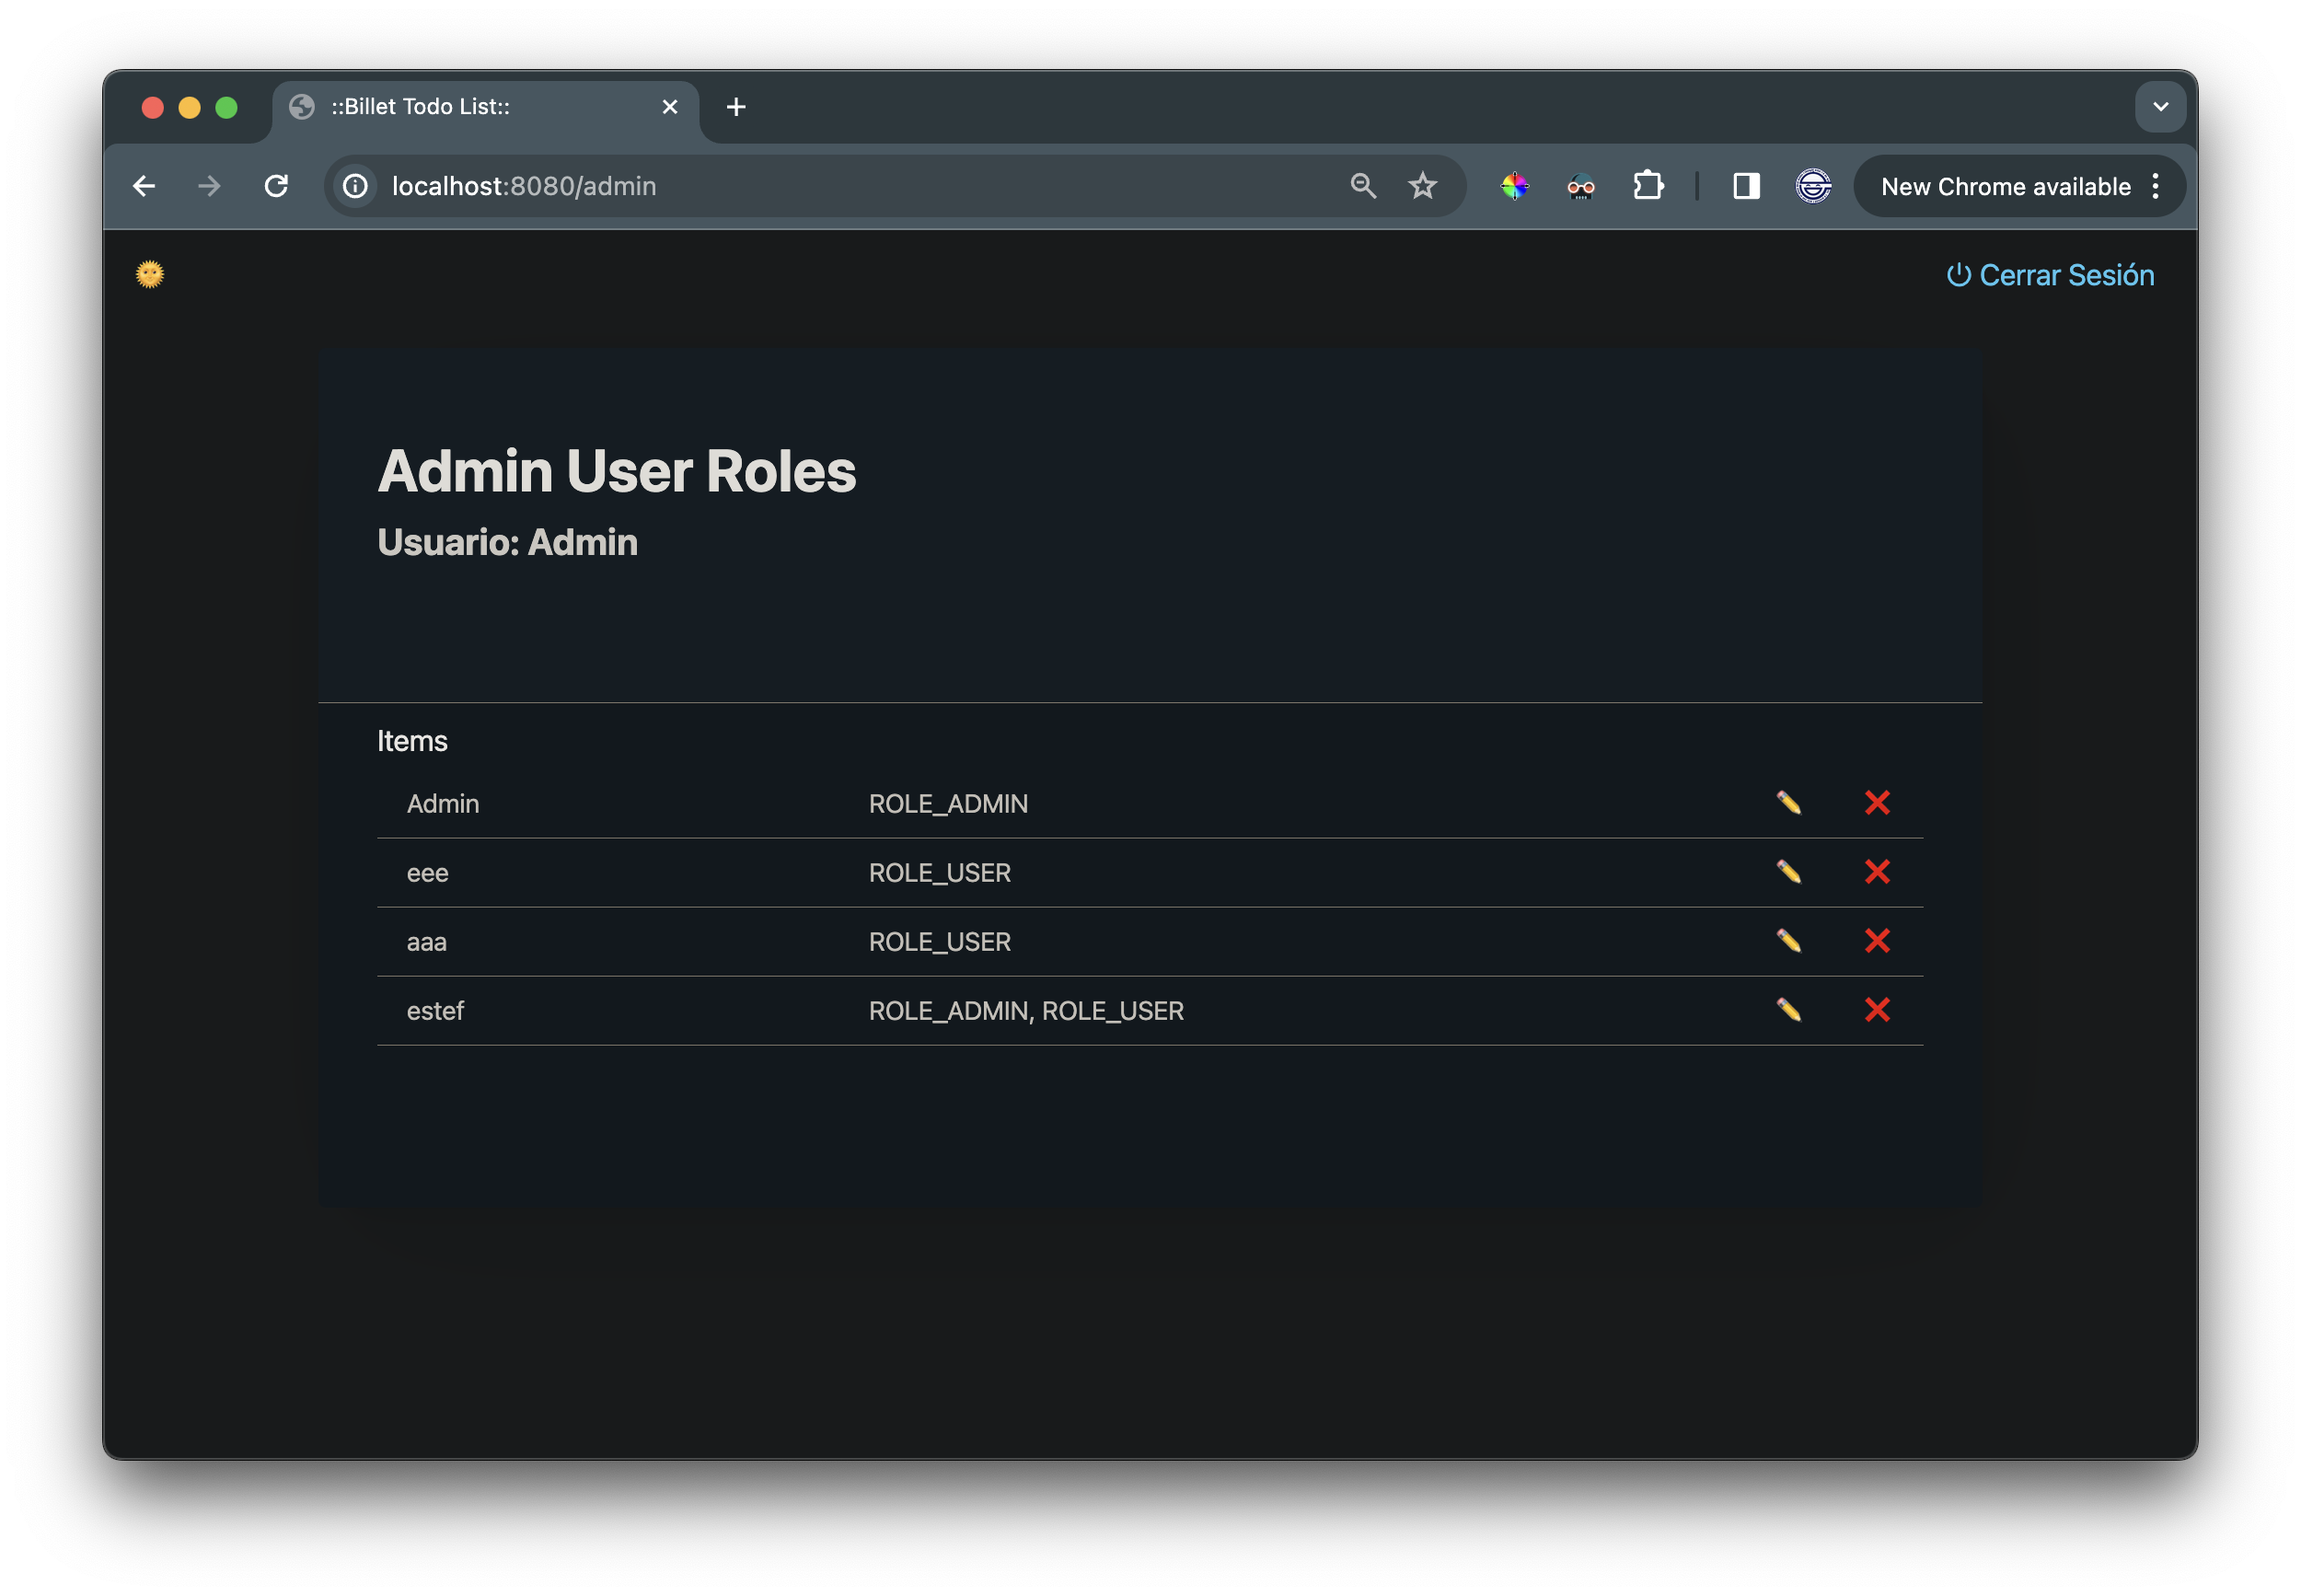 ::Billet Todo List::
localhost:8080/admin
New Chrome available
Cerrar Sesión
Admin User Roles
Usuario: Admin
Items
Admin ROLE_ADMIN
eee ROLE_USER
aaa ROLE_USER
estef ROLE_ADMIN, ROLE_USER